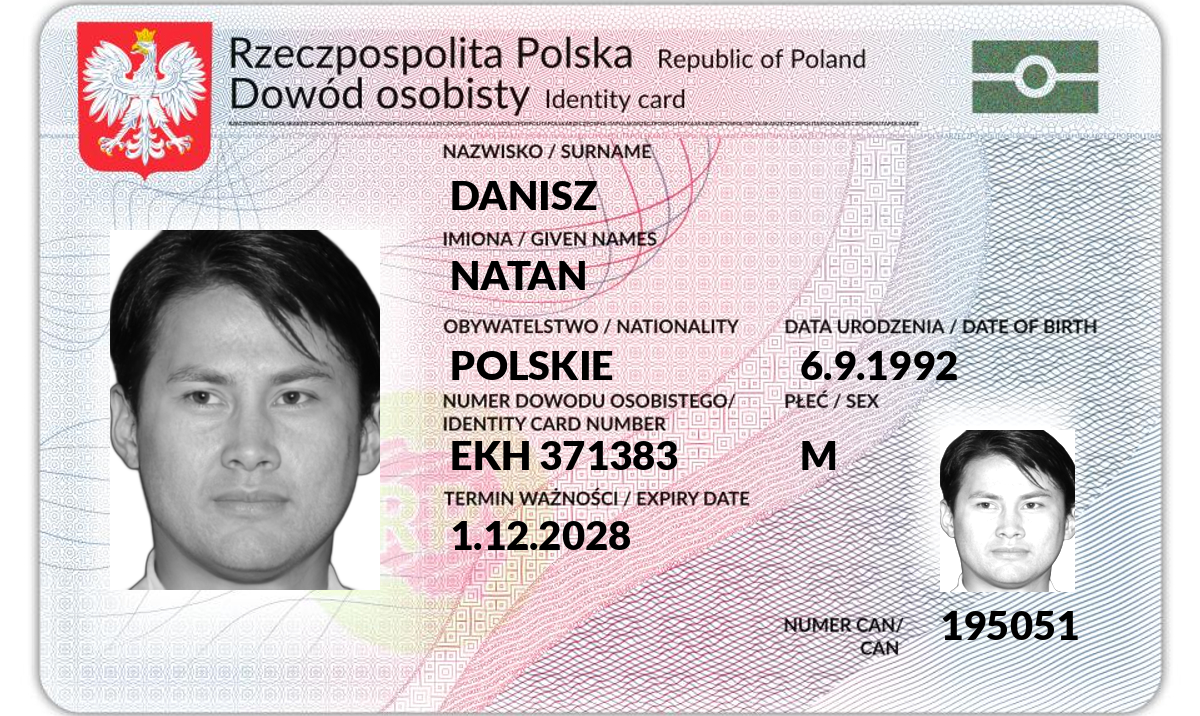 Rzeczpospolita Polska Republic of Poland
Dowód osobisty Identity card
NAZWISKO / SURNAME
DANISZ
IMIONA / GIVEN NAMES
NATAN
OBYWATELSTWO / NATIONALITY DATA URODZENIA / DATE OF BIRTH
POLSKIE 6.9.1992
NUMER DOWODU OSOBISTEGO/ PŁEĆ / SEX
IDENTITY CARD NUMBER
EKH 371383 M
TERMIN WAŻNOŚCI / EXPIRY DATE
1.12.2028
NUMER CAN/ 195051
CAN